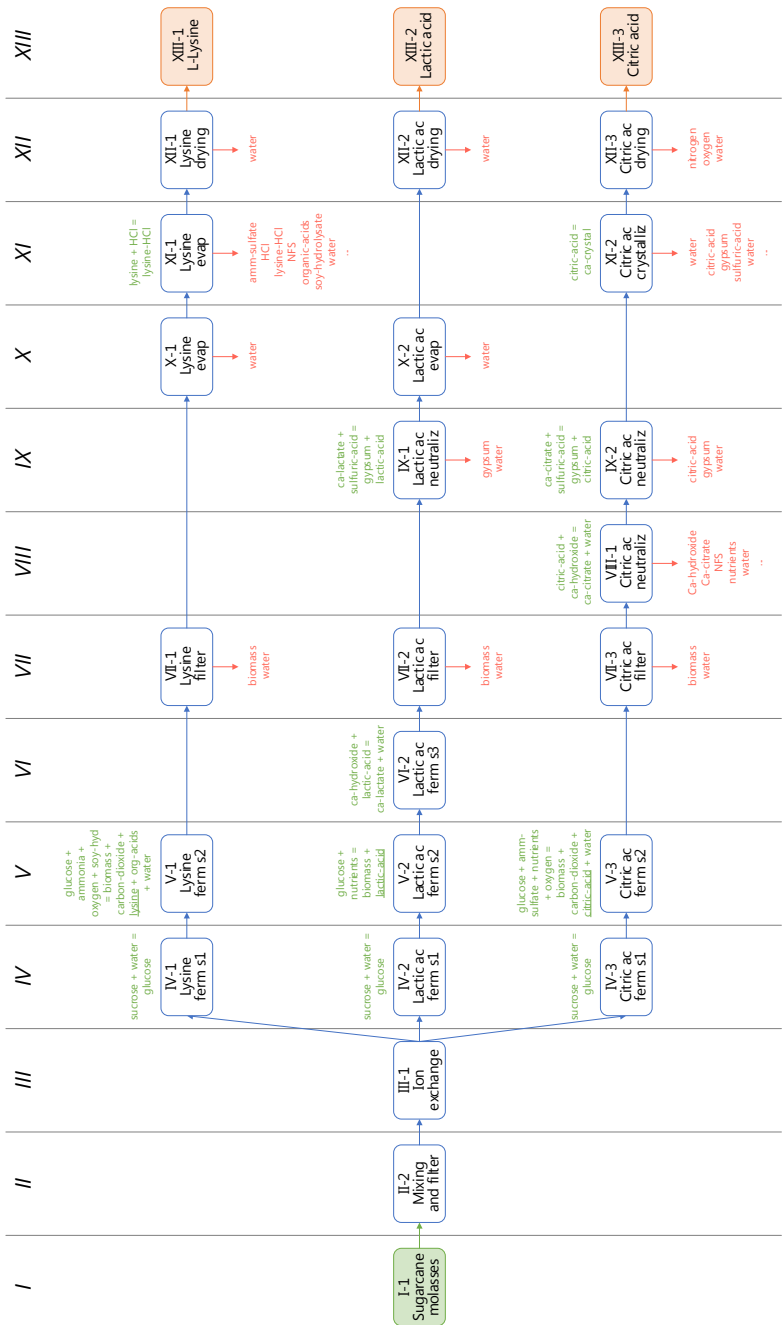 I
II
III
IV
V
VI
VII
VIII
IX
X
XI
XII
XIII
sucrose + water =
glucose
IV-1
Lysine
ferm s1
glucose +
ammonia +
oxygen + soy-hyd
= biomass +
carbon-dioxide +
lysine + org-acids
+ water
V-1
Lysine
ferm s2
VII-1
Lysine
filter
biomass
water
X-1
Lysine
evap
water
lysine + HCl =
lysine-HCl
XI-1
Lysine
evap
amm-sulfate
HCl
lysine-HCl
NFS
organic-acids
soy-hydrolysate
water
..
XII-1
Lysine
drying
water
XIII-1
L-Lysine
I-1
Sugarcane
molasses
II-2
Mixing
and filter
III-1
Ion
exchange
sucrose + water =
glucose
IV-2
Lactic ac
ferm s1
glucose +
nutrients =
biomass +
lactic-acid
V-2
Lactic ac
ferm s2
ca-hydroxide +
lactic-acid =
ca-lactate + water
VI-2
Lactic ac
ferm s3
VII-2
Lactic ac
filter
biomass
water
ca-lactate +
sulfuric-acid =
gypsum +
lactic-acid
IX-1
Lactic ac
neutraliz
gypsum
water
X-2
Lactic ac
evap
water
XII-2
Lactic ac
drying
water
XIII-2
Lactic acid
sucrose + water =
glucose
IV-3
Citric ac
ferm s1
glucose + amm-
sulfate + nutrients
+ oxygen =
biomass +
carbon-dioxide +
citric-acid + water
V-3
Citric ac
ferm s2
VII-3
Citric ac
filter
biomass
water
citric-acid +
ca-hydroxide =
ca-citrate + water
VIII-1
Citric ac
neutraliz
Ca-hydroxide
Ca-citrate
NFS
nutrients
water
..
ca-citrate +
sulfuric-acid =
gypsum +
citric-acid
IX-2
Citric ac
neutraliz
citric-acid
gypsum
water
citric-acid =
ca-crystal
XI-2
Citric ac
crystalliz
water
citric-acid
gypsum
sulfuric-acid
water
..
XII-3
Citric ac
drying
nitrogen
oxygen
water
XIII-3
Citric acid